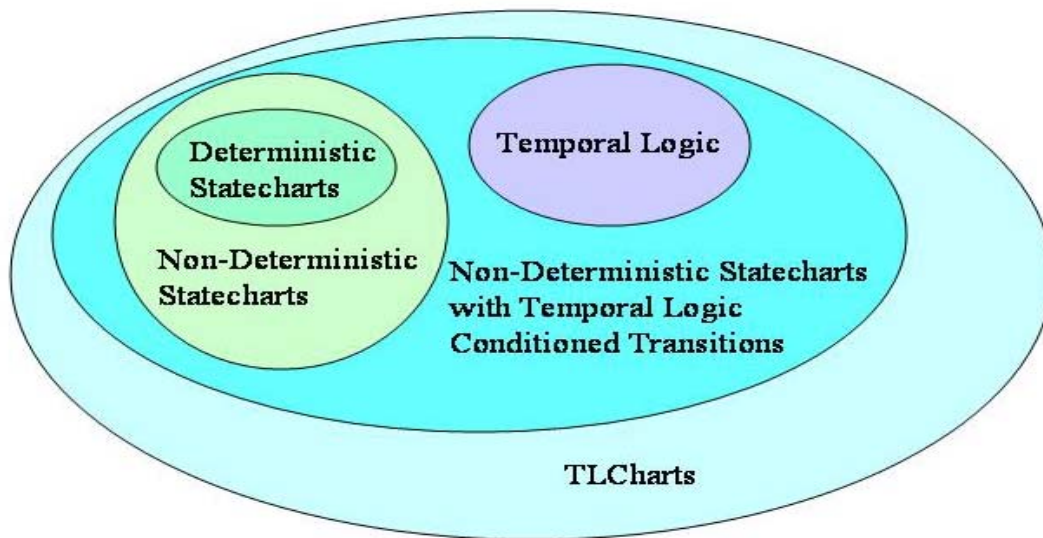 Deterministic
Statecharts
Temporal Logic
Non-Deterministic
Statecharts
Non-Deterministic Statecharts
with Temporal Logic
Conditioned Transitions
TLCharts